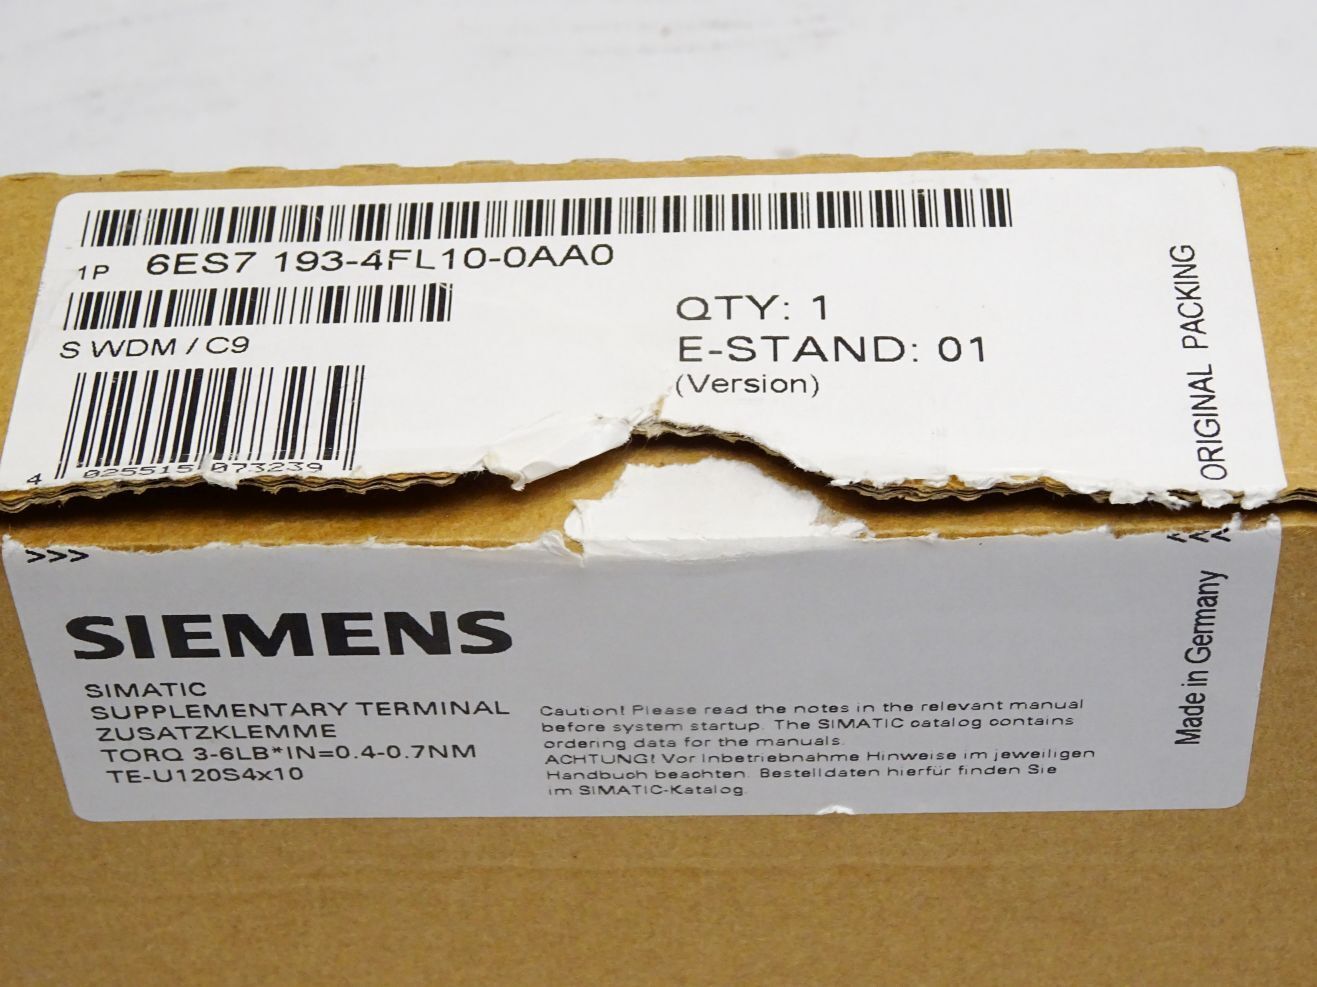 1P 6ES7 193-4FL10-0AA0
S WDM / C9
4 025515 073239
QTY: 1
E-STAND: 01
(Version)
ORIGINAL PACKING
>>>
SIEMENS
SIMATIC
SUPPLEMENTARY TERMINAL
ZUSATZKLEMME
TORQ 3-6LB*IN=0.4-0.7NM
TE-U120S4x10
Caution! Please read the notes in the relevant manual
before system startup. The SIMATIC catalog contains
ordering data for the manuals.
ACHTUNG! Vor Inbetriebnahme Hinweise im jeweiligen
Handbuch beachten. Bestelldaten hierfür finden Sie
im SIMATIC-Katalog.
Made in Germany